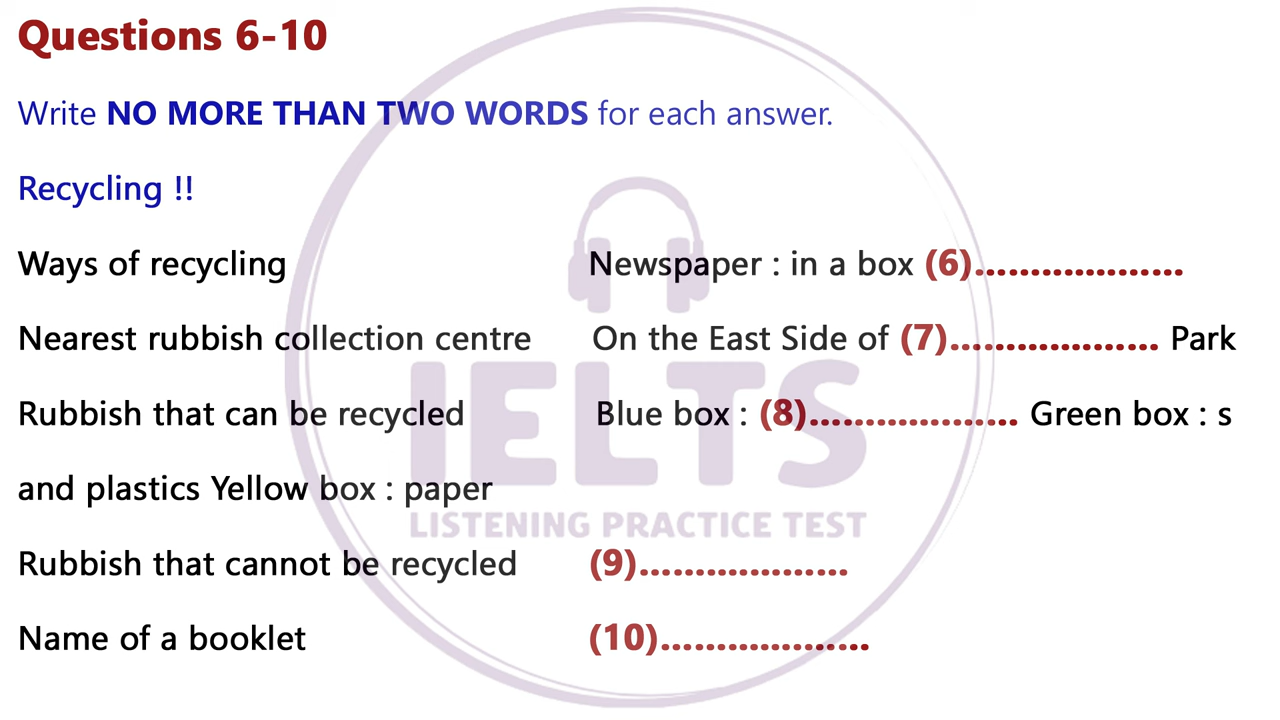 Questions 6-10
Write NO MORE THAN TWO WORDS for each answer.
Recycling !!
Ways of recycling Newspaper : in a box (6)...................
Nearest rubbish collection centre On the East Side of (7)................... Park
Rubbish that can be recycled Blue box : (8)................... Green box : s
and plastics Yellow box : paper
Rubbish that cannot be recycled (9)...................
Name of a booklet (10)...................
IELTS
LISTENING PRACTICE TEST